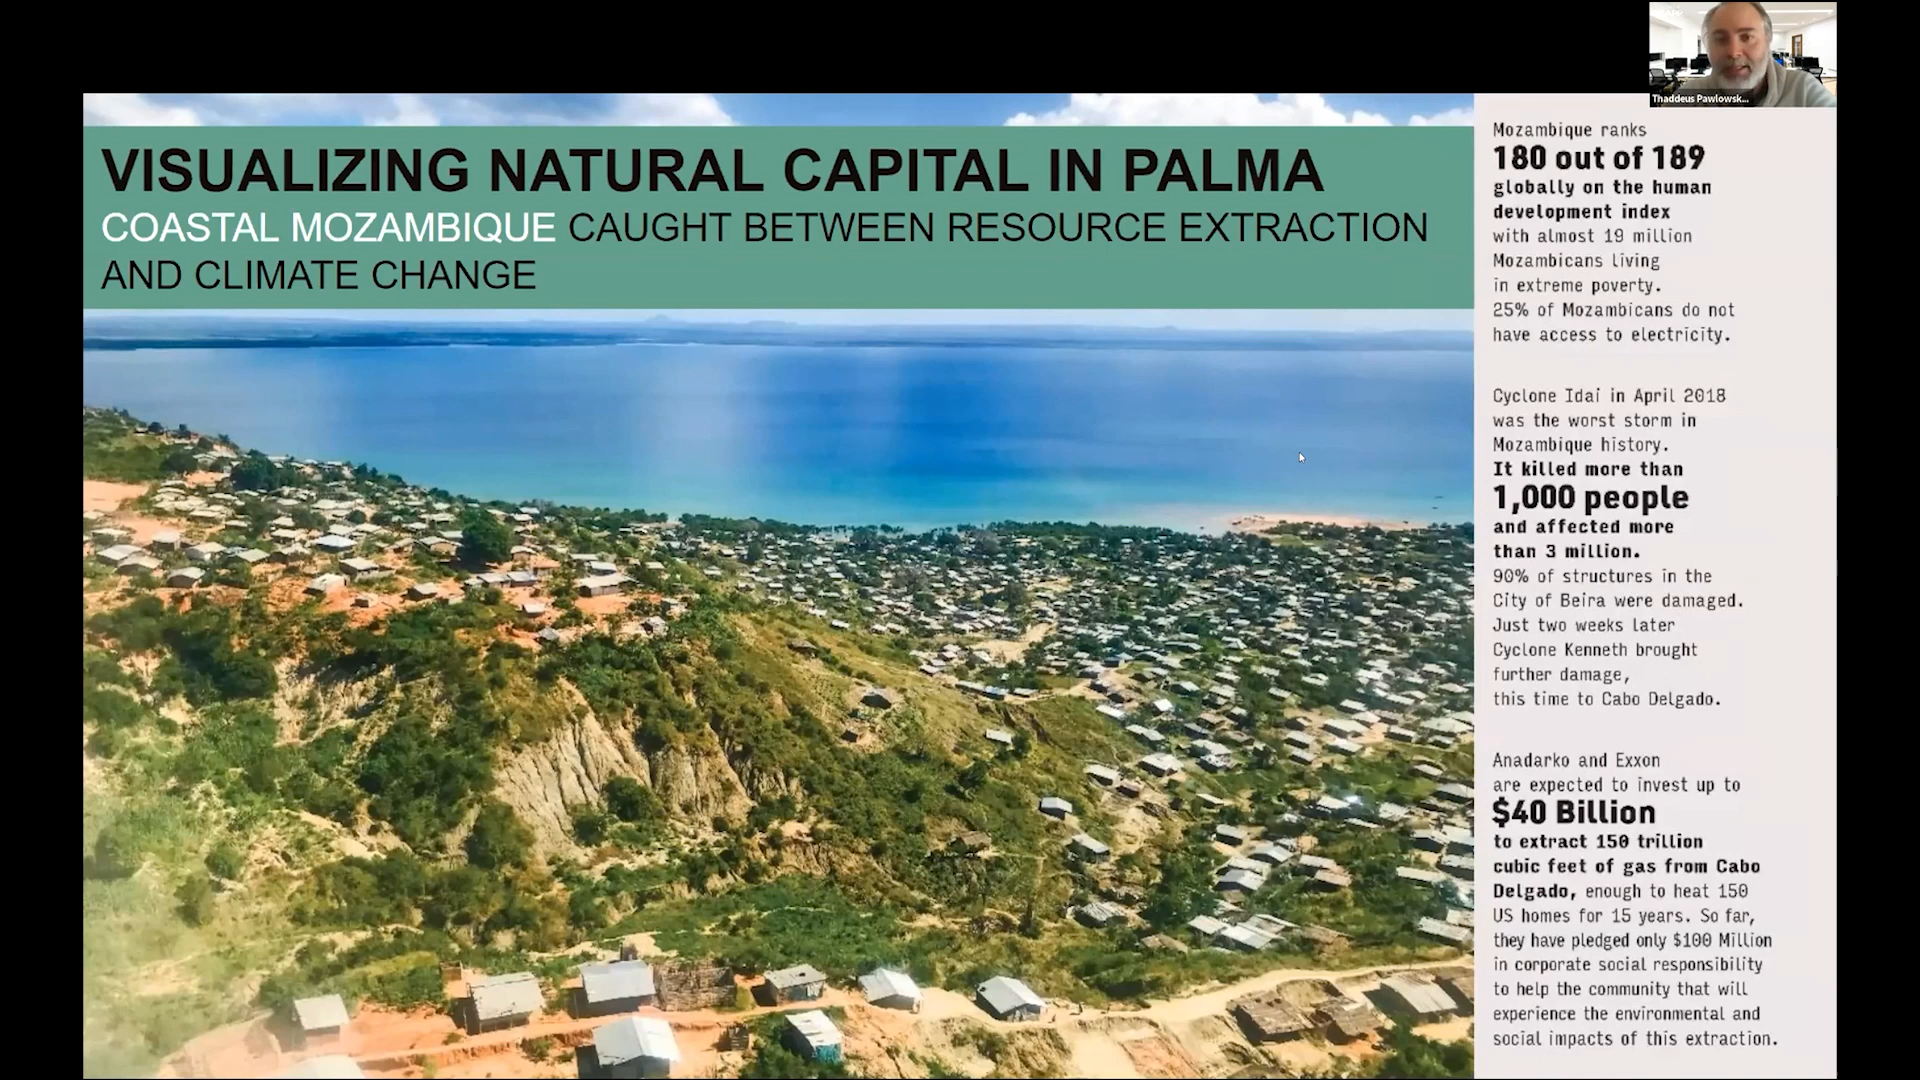 Thaddeus Pawlowsk...
VISUALIZING NATURAL CAPITAL IN PALMA
COASTAL MOZAMBIQUE CAUGHT BETWEEN RESOURCE EXTRACTION
AND CLIMATE CHANGE
Mozambique ranks
180 out of 189
globally on the human
development index
with almost 19 million
Mozambicans living
in extreme poverty.
25% of Mozambicans do not
have access to electricity.
Cyclone Idai in April 2018
was the worst storm in
Mozambique history.
It killed more than
1,000 people
and affected more
than 3 million.
90% of structures in the
City of Beira were damaged.
Just two weeks later
Cyclone Kenneth brought
further damage,
this time to Cabo Delgado.
Anadarko and Exxon
are expected to invest up to
$40 Billion
to extract 150 trillion
cubic feet of gas from Cabo
Delgado, enough to heat 150
US homes for 15 years. So far,
they have pledged only $100 Million
in corporate social responsibility
to help the community that will
experience the environmental and
social impacts of this extraction.